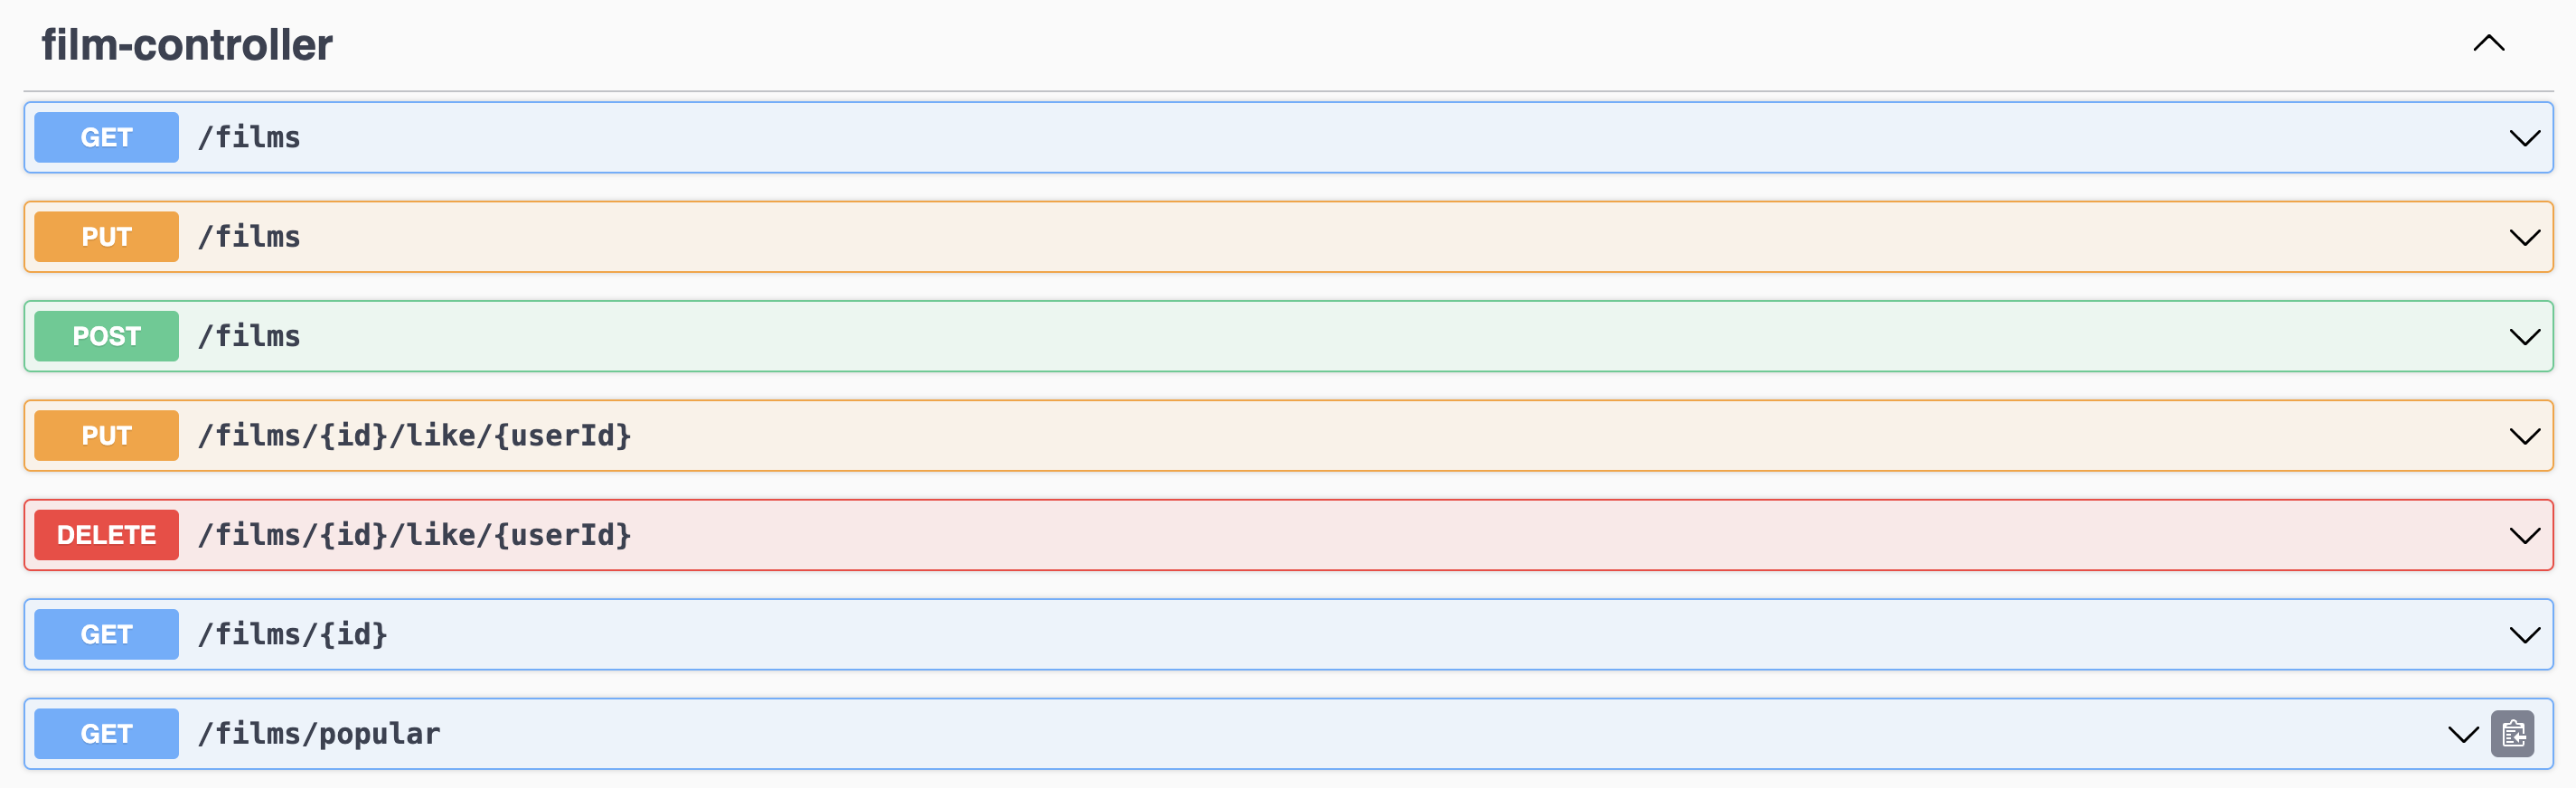 film-controller
GET /films
PUT /films
POST /films
PUT /films/{id}/like/{userId}
DELETE /films/{id}/like/{userId}
GET /films/{id}
GET /films/popular